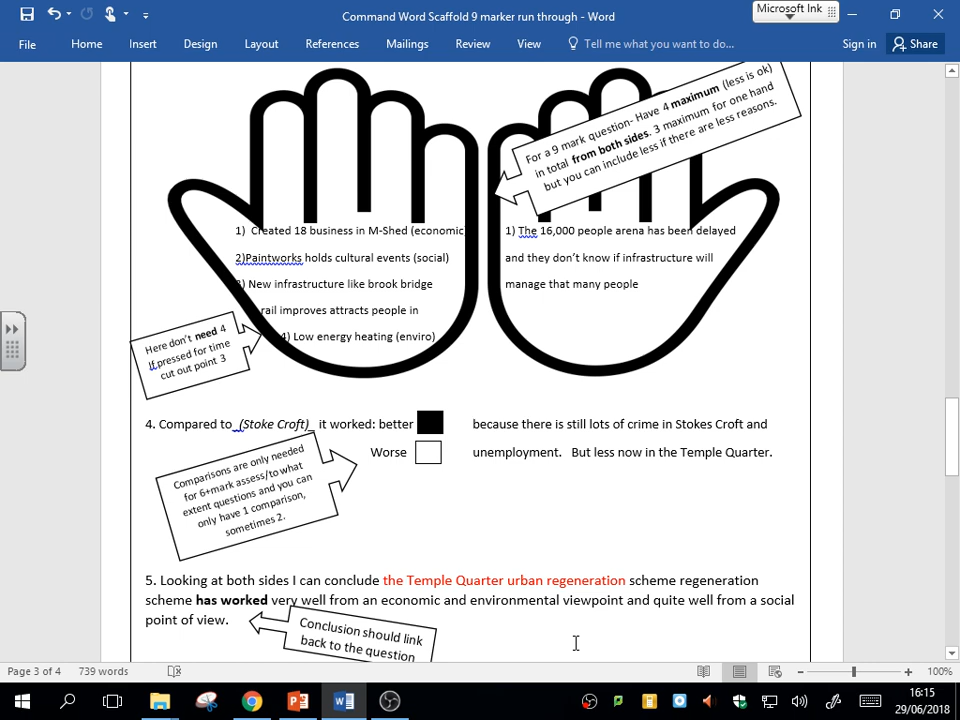 Command Word Scaffold 9 marker run through - Word
Microsoft Ink
File Home Insert Design Layout References Mailings Review View Tell me what you want to do... Sign in Share
For a 9 mark question- Have 4 maximum (less is ok)
in total from both sides. 3 maximum for one hand
but you can include less if there are less reasons.
1) Created 18 business in M-Shed (economic)
2)Paintworks holds cultural events (social)
3) New infrastructure like brook bridge
rail improves attracts people in
4) Low energy heating (enviro)
1) The 16,000 people arena has been delayed
and they don't know if infrastructure will
manage that many people
Here don't need 4
If pressed for time
cut out point 3
4. Compared to_(Stoke Croft)_ it worked: better because there is still lots of crime in Stokes Croft and
Worse unemployment. But less now in the Temple Quarter.
Comparisons are only needed
for 6+mark assess/to what
extent questions and you can
only have 1 comparison,
sometimes 2.
5. Looking at both sides I can conclude the Temple Quarter urban regeneration scheme regeneration
scheme has worked very well from an economic and environmental viewpoint and quite well from a social
point of view.
Conclusion should link
back to the question
Page 3 of 4 739 words 100%
16:15
29/06/2018